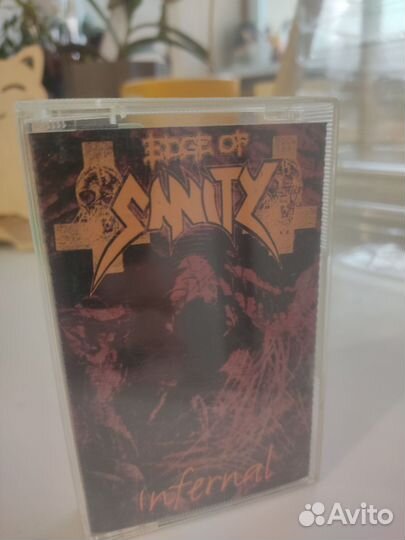 EDGE OF
SANITY
infernal
Avito